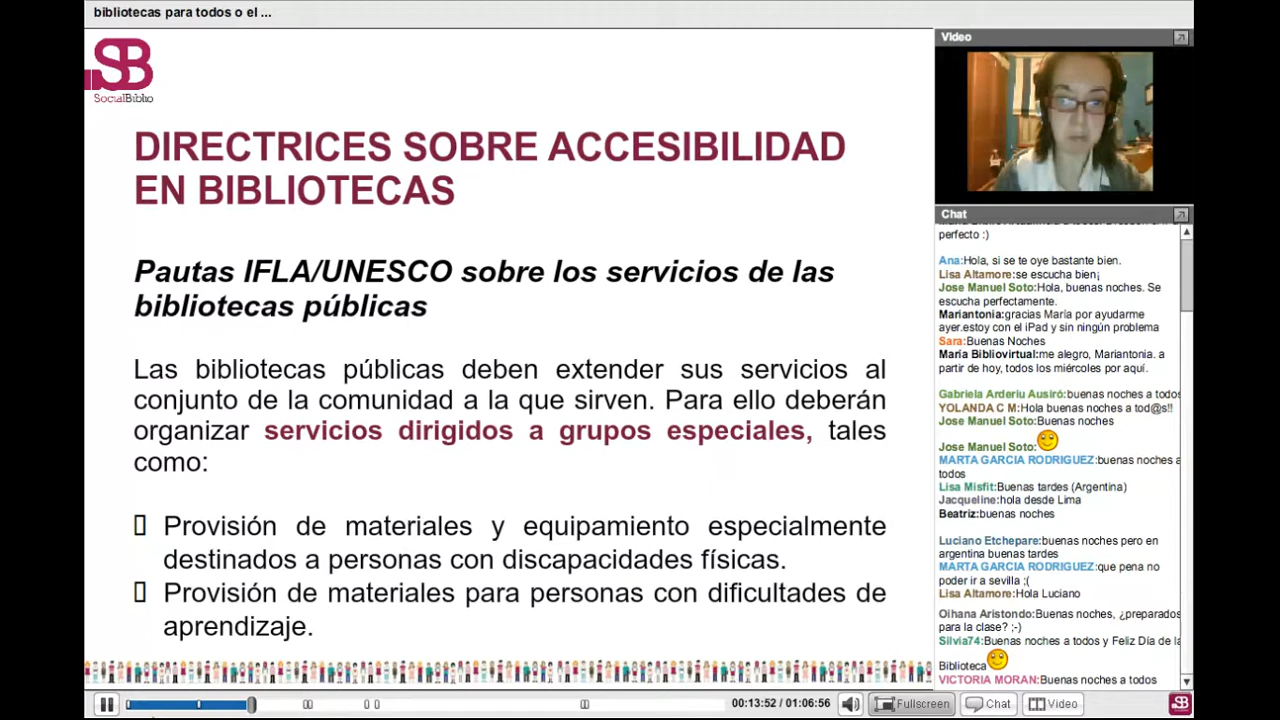 bibliotecas para todos o el ...
SB
SocialBiblio
DIRECTRICES SOBRE ACCESIBILIDAD
EN BIBLIOTECAS
Pautas IFLA/UNESCO sobre los servicios de las
bibliotecas públicas
Las bibliotecas públicas deben extender sus servicios al
conjunto de la comunidad a la que sirven. Para ello deberán
organizar servicios dirigidos a grupos especiales, tales
como:
Provisión de materiales y equipamiento especialmente
destinados a personas con discapacidades físicas.
Provisión de materiales para personas con dificultades de
aprendizaje.
Video
Chat
perfecto :)
Ana:Hola, si se te oye bastante bien.
Lisa Altamore:se escucha bien¡
Jose Manuel Soto:Hola, buenas noches. Se
escucha perfectamente.
Mariantonia:gracias María por ayudarme
ayer.estoy con el iPad y sin ningún problema
Sara:Buenas Noches
María Bibliovirtual:me alegro, Mariantonia. a
partir de hoy, todos los miércoles por aquí.
Gabriela Arderiu Ausiró:buenas noches a todos
YOLANDA C M:Hola buenas noches a tod@s!!
Jose Manuel Soto:Buenas noches
Jose Manuel Soto:
MARTA GARCIA RODRIGUEZ:buenas noches a
todos
Lisa Misfit:Buenas tardes (Argentina)
Jacqueline:hola desde Lima
Beatriz:buenas noches
Luciano Etchepare:buenas noches pero en
argentina buenas tardes
MARTA GARCIA RODRIGUEZ:que pena no
poder ir a sevilla ;(
Lisa Altamore:Hola Luciano
Oihana Aristondo:Buenas noches, ¿preparados
para la clase? ;-)
Silvia74:Buenas noches a todos y Feliz Día de la
Biblioteca
VICTORIA MORAN:Buenas noches a todos
00:13:52 / 01:06:56
Fullscreen
Chat
Video
SB